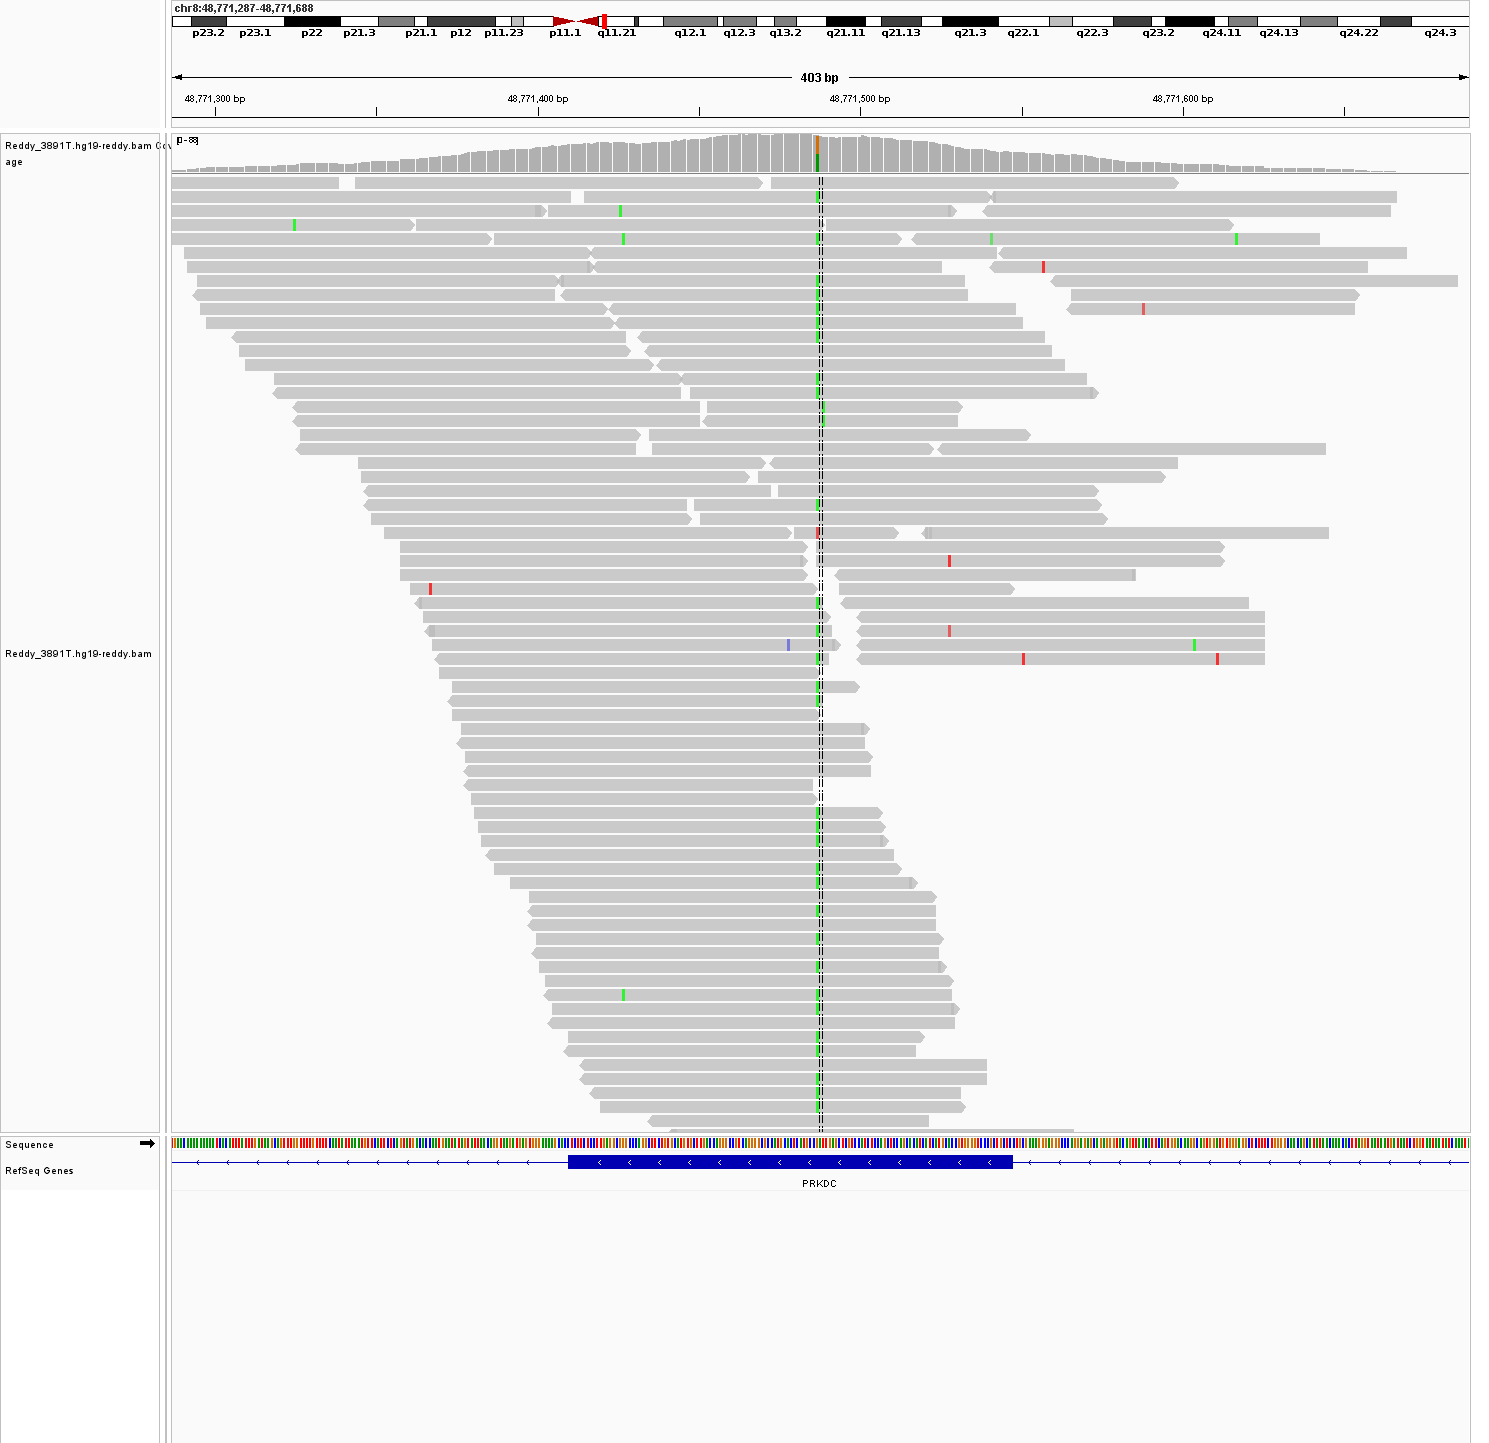 chr8:48,771,287-48,771,688
p23.2 p23.1 p22 p21.3 p21.1 p12 p11.23 p11.1 q11.21 q12.1 q12.3 q13.2 q21.11 q21.13 q21.3 q22.1 q22.3 q23.2 q24.11 q24.13 q24.22 q24.3
403 bp
48,771,300 bp 48,771,400 bp 48,771,500 bp 48,771,600 bp
Reddy_3891T.hg19-reddy.bam Cov
age
[0-88]
Reddy_3891T.hg19-reddy.bam
Sequence
RefSeq Genes
PRKDC